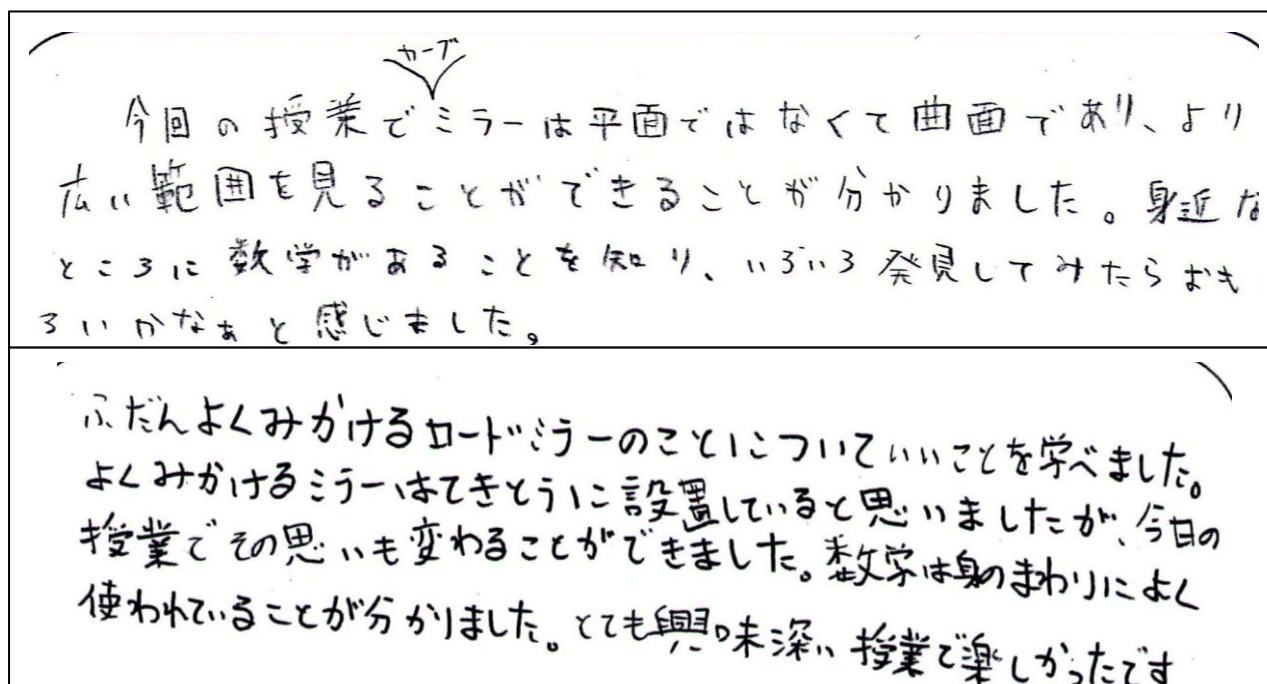 カーブ
今回の授業でミラーは平面ではなくて曲面であり、より
広い範囲を見ることができることが分かりました。身近な
ところに数学があることを知り、いろいろ発見してみたらおも
ろいかなぁと感じました。
ふだんよくみかけるロードミラーのことについていいことを学べました。
よくみかけるミラーはてきとうに設置していると思いましたが、今日の
授業でその思いも変わることができました。数学は身のまわりによく
使われていることが分かりました。とても興味深い授業で楽しかったです